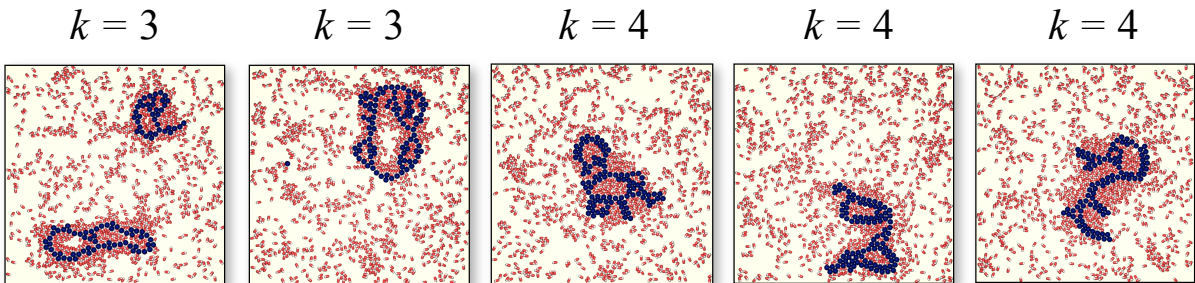 k = 3 k = 3 k = 4 k = 4 k = 4